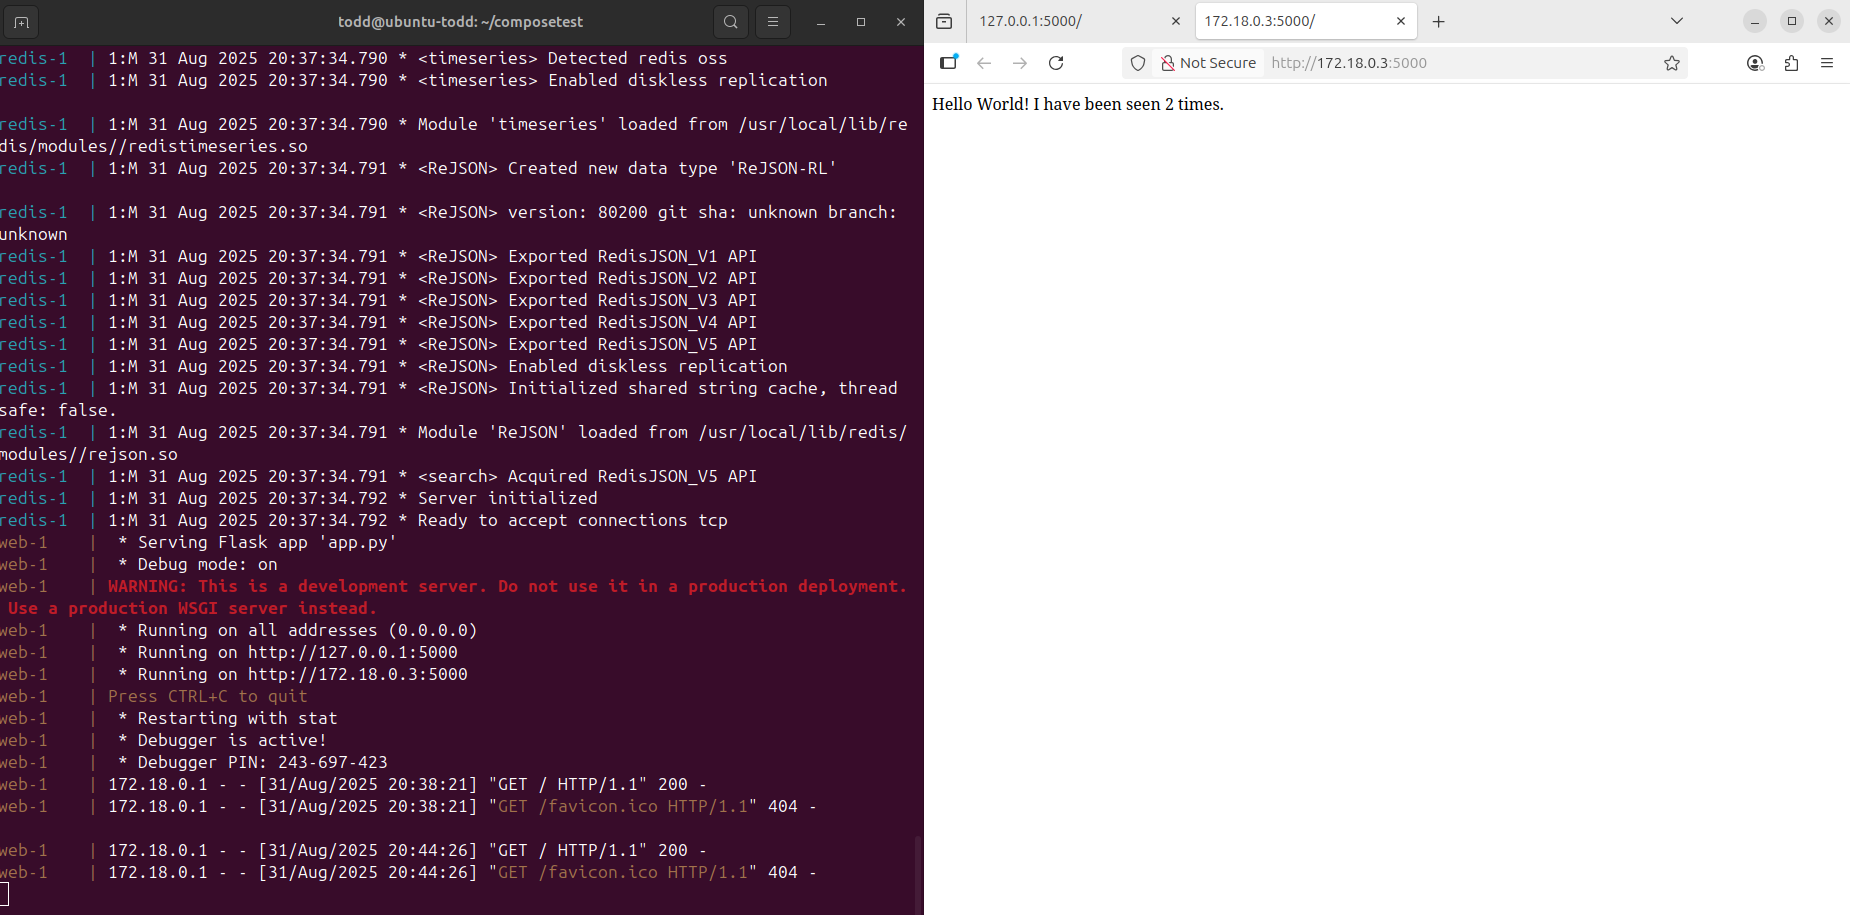 todd@ubuntu-todd: ~/composetest
redis-1  | 1:M 31 Aug 2025 20:37:34.790 * <timeseries> Detected redis oss
redis-1  | 1:M 31 Aug 2025 20:37:34.790 * <timeseries> Enabled diskless replication
redis-1  | 1:M 31 Aug 2025 20:37:34.790 * Module 'timeseries' loaded from /usr/local/lib/re
dis/modules//redistimeseries.so
redis-1  | 1:M 31 Aug 2025 20:37:34.791 * <ReJSON> Created new data type 'ReJSON-RL'
redis-1  | 1:M 31 Aug 2025 20:37:34.791 * <ReJSON> version: 80200 git sha: unknown branch:
unknown
redis-1  | 1:M 31 Aug 2025 20:37:34.791 * <ReJSON> Exported RedisJSON_V1 API
redis-1  | 1:M 31 Aug 2025 20:37:34.791 * <ReJSON> Exported RedisJSON_V2 API
redis-1  | 1:M 31 Aug 2025 20:37:34.791 * <ReJSON> Exported RedisJSON_V3 API
redis-1  | 1:M 31 Aug 2025 20:37:34.791 * <ReJSON> Exported RedisJSON_V4 API
redis-1  | 1:M 31 Aug 2025 20:37:34.791 * <ReJSON> Exported RedisJSON_V5 API
redis-1  | 1:M 31 Aug 2025 20:37:34.791 * <ReJSON> Enabled diskless replication
redis-1  | 1:M 31 Aug 2025 20:37:34.791 * <ReJSON> Initialized shared string cache, thread
safe: false.
redis-1  | 1:M 31 Aug 2025 20:37:34.791 * Module 'ReJSON' loaded from /usr/local/lib/redis/
modules//rejson.so
redis-1  | 1:M 31 Aug 2025 20:37:34.791 * <search> Acquired RedisJSON_V5 API
redis-1  | 1:M 31 Aug 2025 20:37:34.792 * Server initialized
redis-1  | 1:M 31 Aug 2025 20:37:34.792 * Ready to accept connections tcp
web-1    |  * Serving Flask app 'app.py'
web-1    |  * Debug mode: on
web-1    | WARNING: This is a development server. Do not use it in a production deployment.
Use a production WSGI server instead.
web-1    |  * Running on all addresses (0.0.0.0)
web-1    |  * Running on http://127.0.0.1:5000
web-1    |  * Running on http://172.18.0.3:5000
web-1    | Press CTRL+C to quit
web-1    |  * Restarting with stat
web-1    |  * Debugger is active!
web-1    |  * Debugger PIN: 243-697-423
web-1    | 172.18.0.1 - - [31/Aug/2025 20:38:21] "GET / HTTP/1.1" 200 -
web-1    | 172.18.0.1 - - [31/Aug/2025 20:38:21] "GET /favicon.ico HTTP/1.1" 404 -
web-1    | 172.18.0.1 - - [31/Aug/2025 20:44:26] "GET / HTTP/1.1" 200 -
web-1    | 172.18.0.1 - - [31/Aug/2025 20:44:26] "GET /favicon.ico HTTP/1.1" 404 -
127.0.0.1:5000/
172.18.0.3:5000/
Not Secure
http://172.18.0.3:5000
Hello World! I have been seen 2 times.